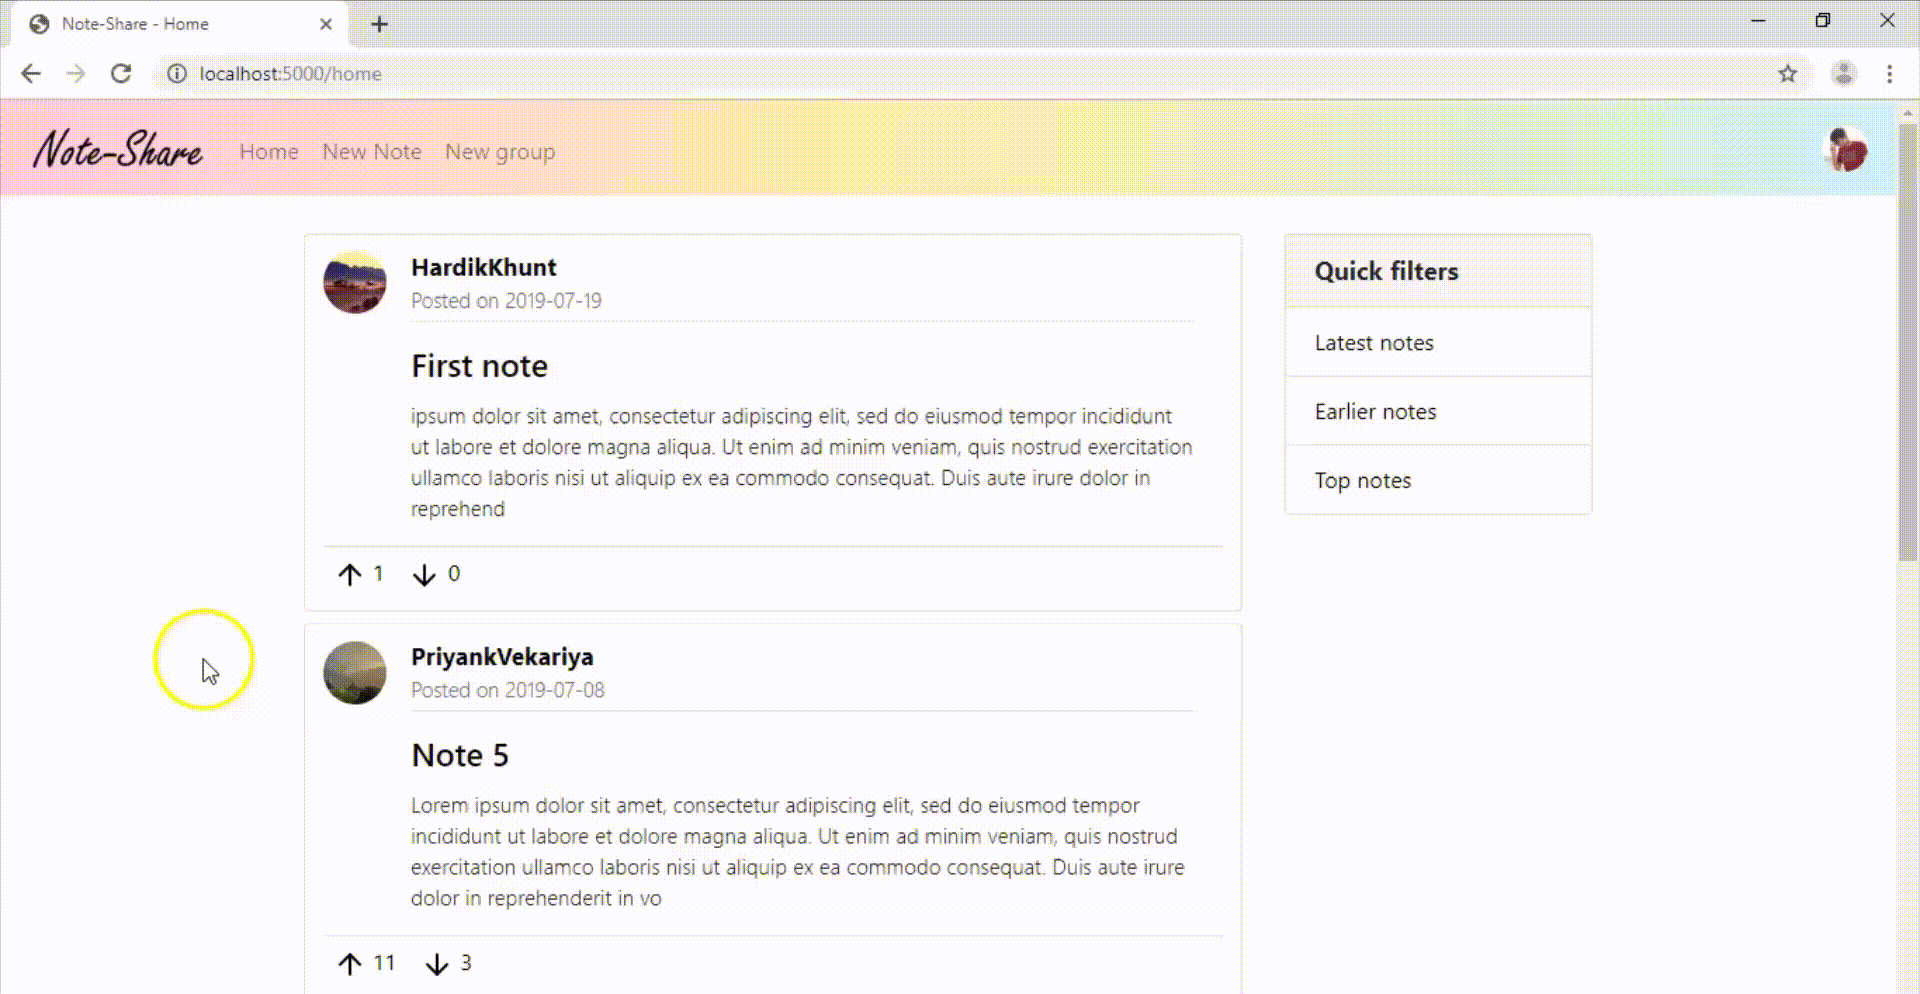 Note-Share - Home
localhost:5000/home
Note-Share Home New Note New group
HardikKhunt
Posted on 2019-07-19
First note
ipsum dolor sit amet, consectetur adipiscing elit, sed do eiusmod tempor incididunt
ut labore et dolore magna aliqua. Ut enim ad minim veniam, quis nostrud exercitation
ullamco laboris nisi ut aliquip ex ea commodo consequat. Duis aute irure dolor in
reprehend
1 0
PriyankVekariya
Posted on 2019-07-08
Note 5
Lorem ipsum dolor sit amet, consectetur adipiscing elit, sed do eiusmod tempor
incididunt ut labore et dolore magna aliqua. Ut enim ad minim veniam, quis nostrud
exercitation ullamco laboris nisi ut aliquip ex ea commodo consequat. Duis aute irure
dolor in reprehenderit in vo
11 3
Quick filters
Latest notes
Earlier notes
Top notes